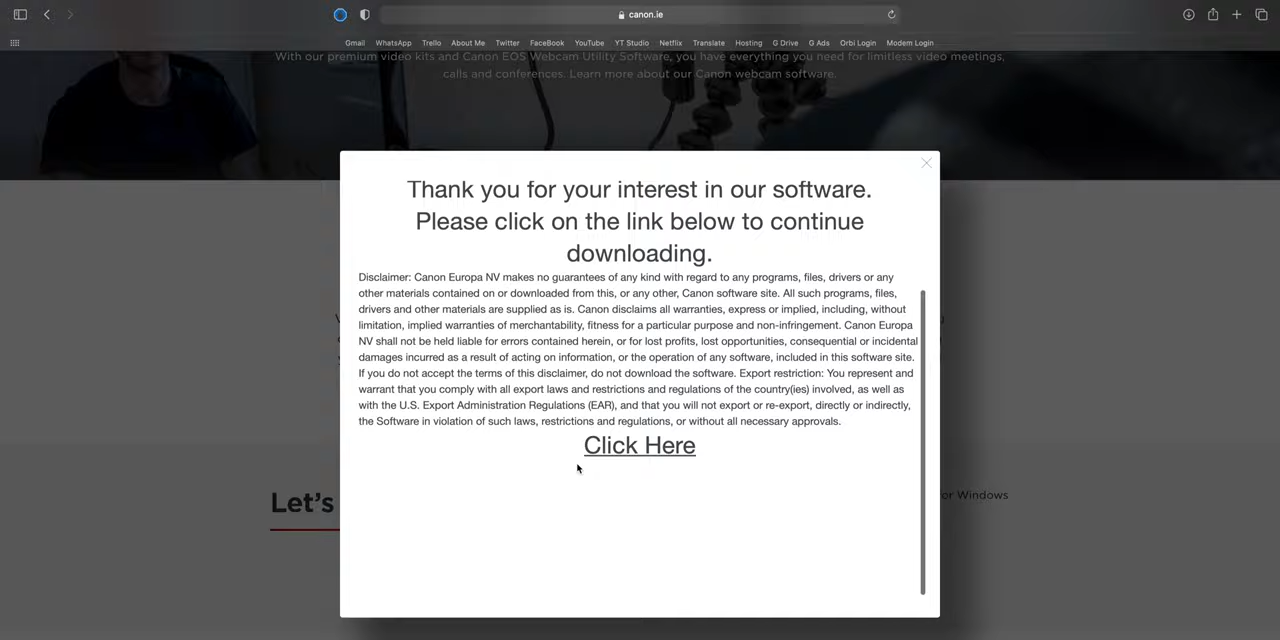 canon.ie
Gmail WhatsApp Trello About Me Twitter FaceBook YouTube YT Studio Netflix Translate Hosting G Drive G Ads Orbi Login Modem Login
With our premium video kits and Canon EOS Webcam Utility Software, you have everything you need for limitless video meetings,
calls and conferences. Learn more about our Canon webcam software.
Thank you for your interest in our software.
Please click on the link below to continue
downloading.
Disclaimer: Canon Europa NV makes no guarantees of any kind with regard to any programs, files, drivers or any
other materials contained on or downloaded from this, or any other, Canon software site. All such programs, files,
drivers and other materials are supplied as is. Canon disclaims all warranties, express or implied, including, without
limitation, implied warranties of merchantability, fitness for a particular purpose and non-infringement. Canon Europa
NV shall not be held liable for errors contained herein, or for lost profits, lost opportunities, consequential or incidental
damages incurred as a result of acting on information, or the operation of any software, included in this software site.
If you do not accept the terms of this disclaimer, do not download the software. Export restriction: You represent and
warrant that you comply with all export laws and restrictions and regulations of the country(ies) involved, as well as
with the U.S. Export Administration Regulations (EAR), and that you will not export or re-export, directly or indirectly,
the Software in violation of such laws, restrictions and regulations, or without all necessary approvals.
Click Here
Let's
or Windows